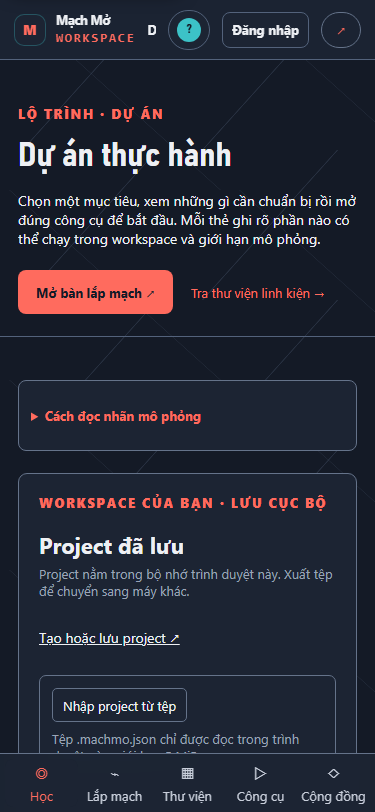 M
Mạch Mở
WORKSPACE
D
?
Đăng nhập
↗
LỘ TRÌNH · DỰ ÁN
Dự án thực hành
Chọn một mục tiêu, xem những gì cần chuẩn bị rồi mở
đúng công cụ để bắt đầu. Mỗi thẻ ghi rõ phần nào có
thể chạy trong workspace và giới hạn mô phỏng.
Mở bàn lắp mạch ↗
Tra thư viện linh kiện →
▶ Cách đọc nhãn mô phỏng
WORKSPACE CỦA BẠN · LƯU CỤC BỘ
Project đã lưu
Project nằm trong bộ nhớ trình duyệt này. Xuất tệp
để chuyển sang máy khác.
Tạo hoặc lưu project ↗
Nhập project từ tệp
Tệp .machmo.json chỉ được đọc trong trình
Học
Lắp mạch
Thư viện
Công cụ
Cộng đồng